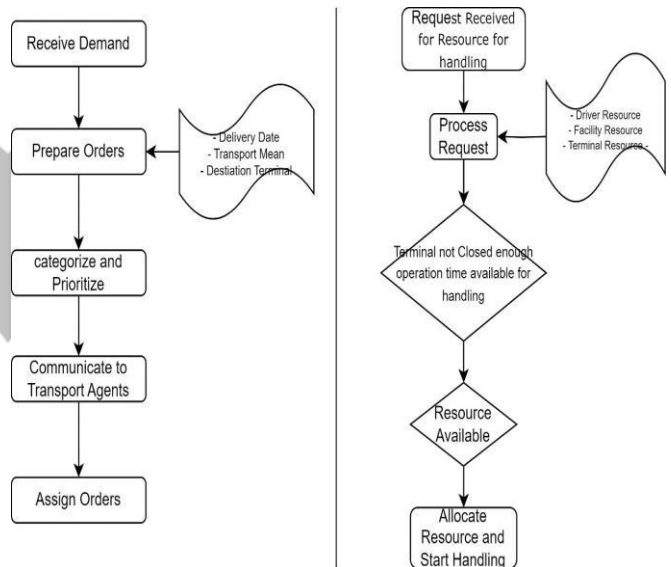 Receive Demand
Prepare Orders
- Delivery Date
- Transport Mean
- Destiation Terminal
categorize and
Prioritize
Communicate to
Transport Agents
Assign Orders
Request Received
for Resource for
handling
Process
Request
- Driver Resource
- Facility Resource
- Terminal Resource -
Terminal not Closed enough
operation time available for
handling
Resource
Available
Allocate
Resource and
Start Handling